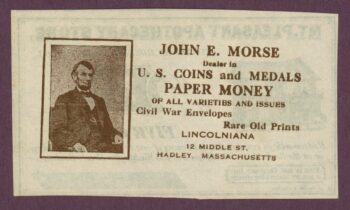 JOHN E. MORSE
Dealer in
U. S. COINS and MEDALS
PAPER MONEY
OF ALL VARIETIES AND ISSUES
Civil War Envelopes
Rare Old Prints
LINCOLNIANA
12 MIDDLE ST.
HADLEY, MASSACHUSETTS